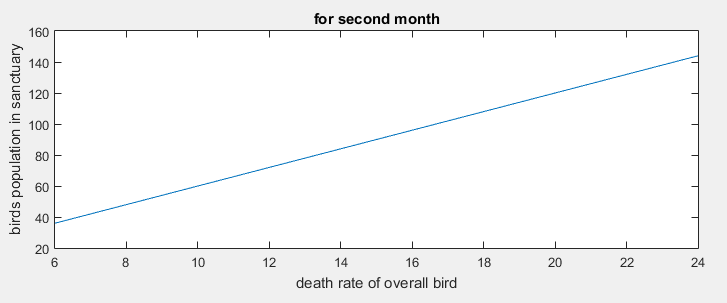 for second month
birds population in sanctuary
160
140
120
100
80
60
40
20
6 8 10 12 14 16 18 20 22 24
death rate of overall bird